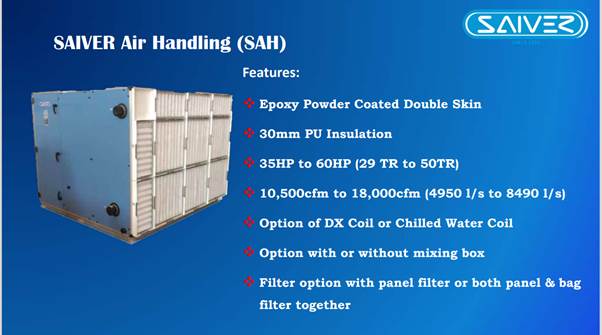 SAIVER
SAIVER Air Handling (SAH)
Features:
Epoxy Powder Coated Double Skin
30mm PU Insulation
35HP to 60HP (29 TR to 50TR)
10,500cfm to 18,000cfm (4950 l/s to 8490 l/s)
Option of DX Coil or Chilled Water Coil
Option with or without mixing box
Filter option with panel filter or both panel & bag
filter together
SAIVER